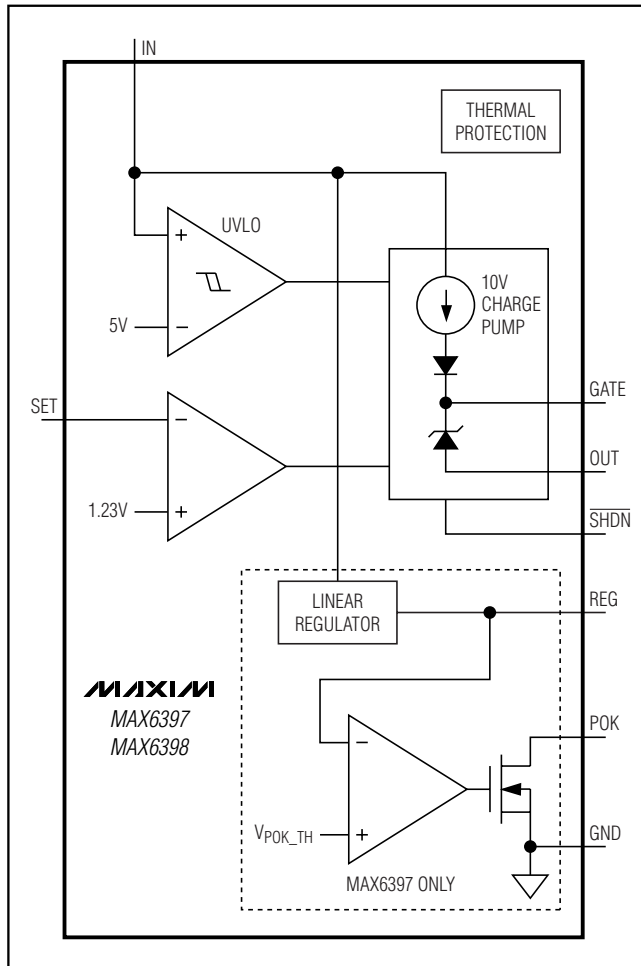 IN
THERMAL
PROTECTION
UVLO
+
5V
−
10V
CHARGE
PUMP
GATE
SET
−
OUT
1.23V
+
SHDN
LINEAR
REGULATOR
REG
MAXIM
MAX6397
MAX6398
−
POK
VPOK_TH
+
GND
MAX6397 ONLY